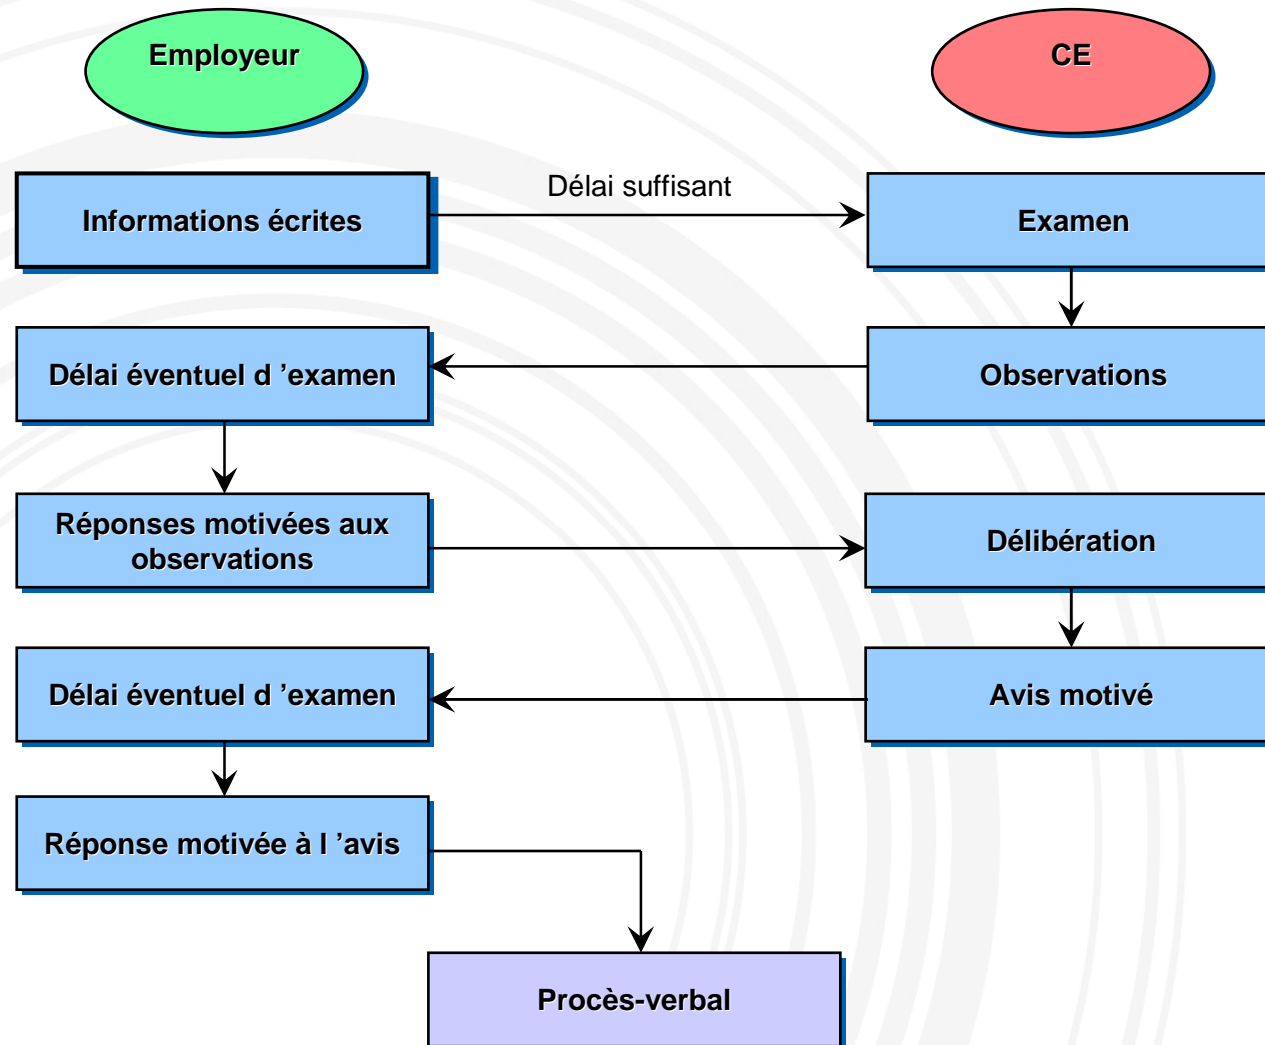 Employeur
CE
Informations écrites
Délai suffisant
Examen
Délai éventuel d ’examen
Observations
Réponses motivées aux
observations
Délibération
Délai éventuel d ’examen
Avis motivé
Réponse motivée à l ’avis
Procès-verbal